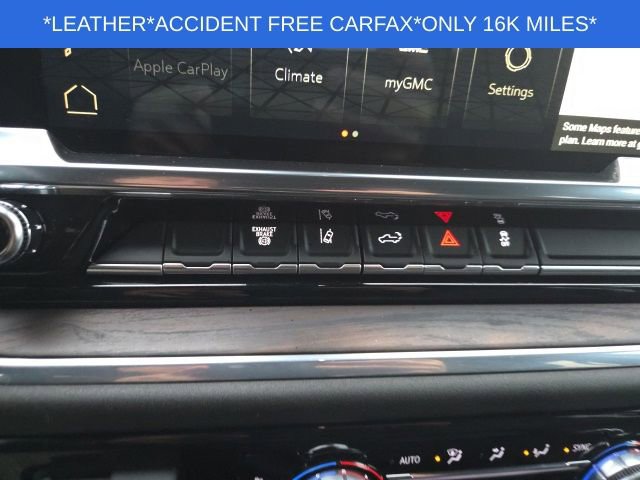 *LEATHER*ACCIDENT FREE CARFAX*ONLY 16K MILES*
Apple CarPlay
Climate
myGMC
Settings
Some Maps feature
plan. Learn more at g
EXHAUST
BRAKE
AUTO
SYNC